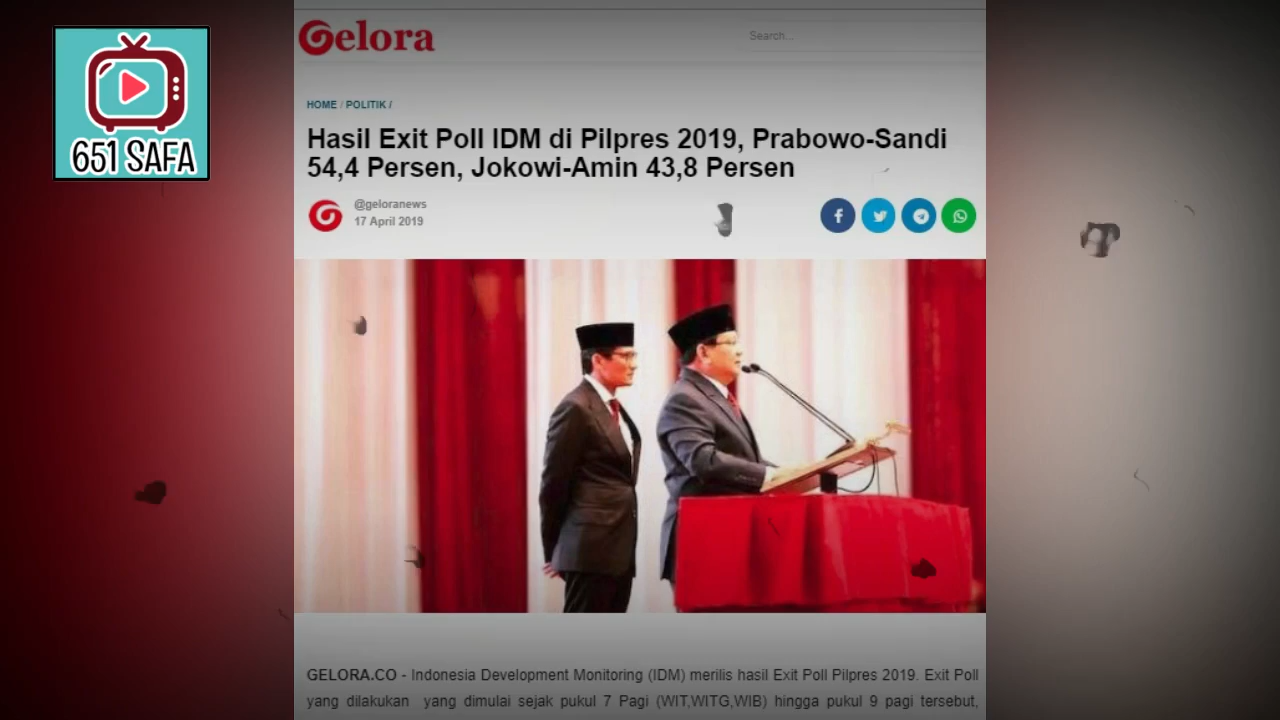 651 SAFA
Gelora
Search...
HOME / POLITIK /
Hasil Exit Poll IDM di Pilpres 2019, Prabowo-Sandi
54,4 Persen, Jokowi-Amin 43,8 Persen
@geloranews
17 April 2019
GELORA.CO - Indonesia Development Monitoring (IDM) merilis hasil Exit Poll Pilpres 2019. Exit Poll
yang dilakukan yang dimulai sejak pukul 7 Pagi (WIT,WITG,WIB) hingga pukul 9 pagi tersebut,